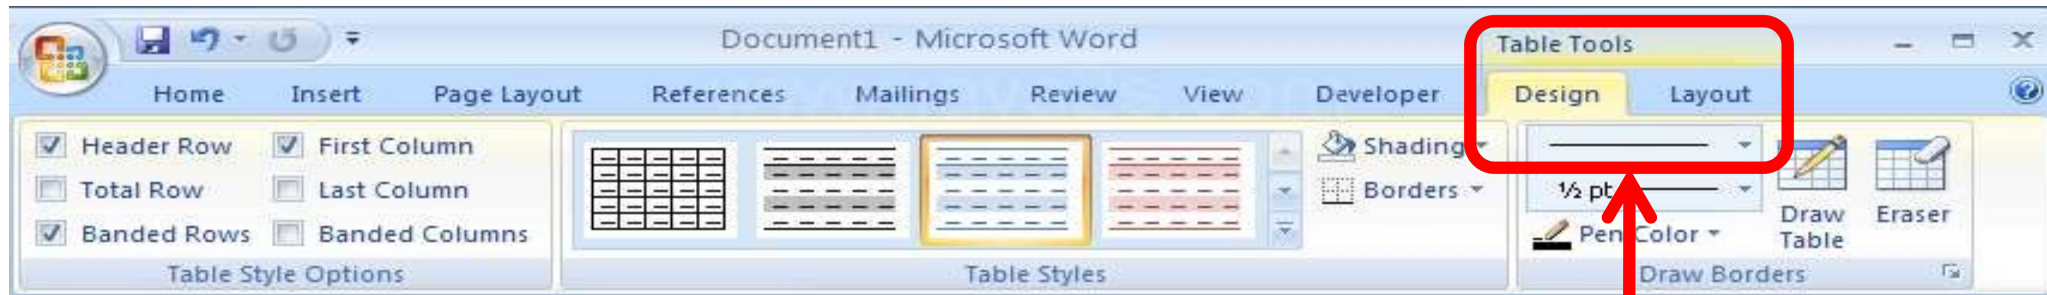 Document1 - Microsoft Word
Table Tools
Home Insert Page Layout References Mailings Review View Developer Design Layout
Header Row First Column Shading
Total Row Last Column Borders ½ pt
Banded Rows Banded Columns Pen Color Draw Table Eraser
Table Style Options Table Styles Draw Borders